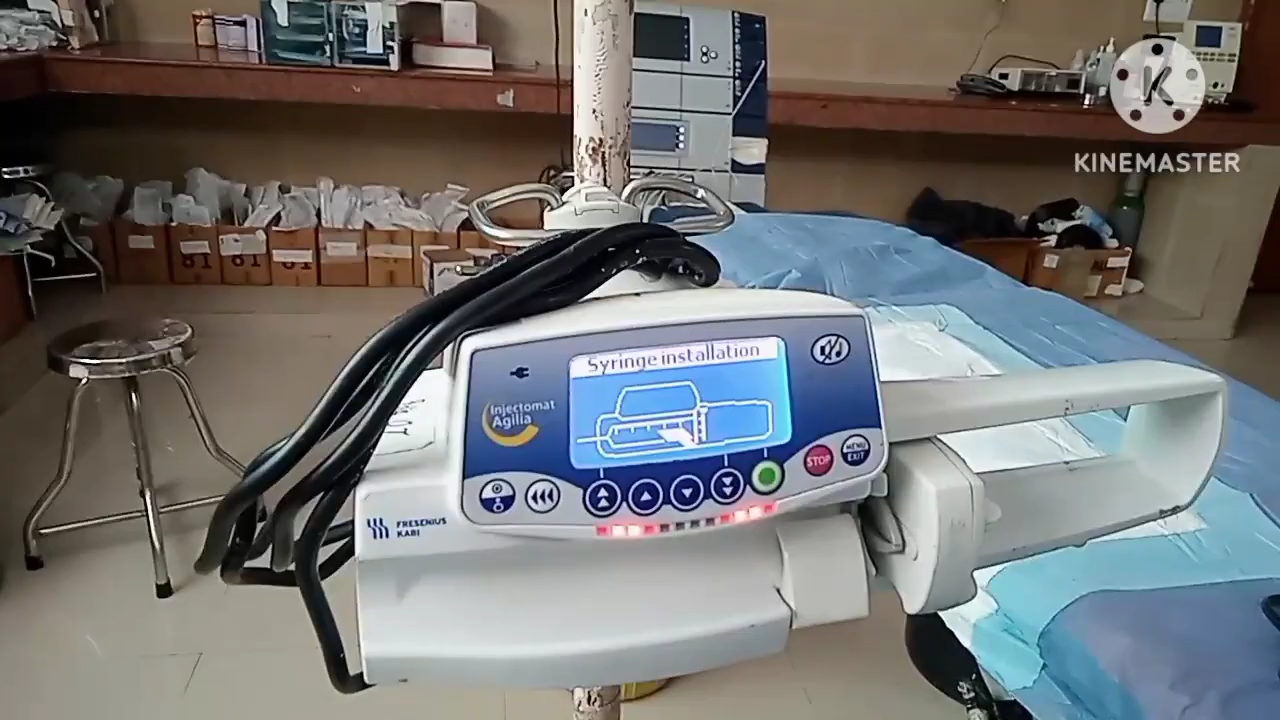 K
KINEMASTER
Syringe installation
Injectomat
Agilia
STOP
MENU
EXIT
FRESENIUS
KABI